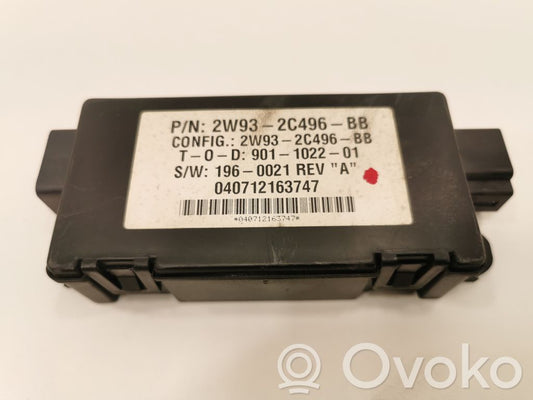 P/N: 2W93-2C496-BB
CONFIG.: 2W93-2C496-BB
T-O-D: 901-1022-01
S/W: 196-0021 REV "A"
040712163747
*040712163747*
Ovoko